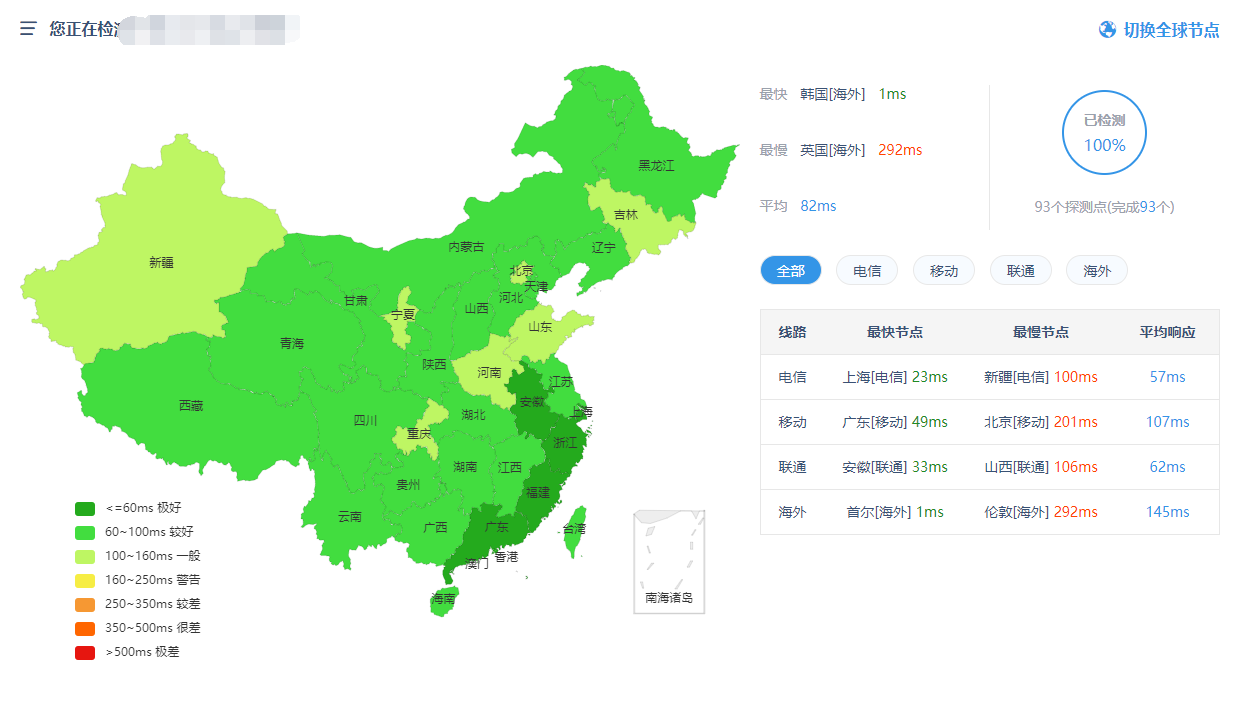 您正在检测
切换全球节点
最快 韩国[海外] 1ms
最慢 英国[海外] 292ms
平均 82ms
已检测
100%
93个探测点(完成93个)
全部 电信 移动 联通 海外
线路 最快节点 最慢节点 平均响应
电信 上海[电信] 23ms 新疆[电信] 100ms 57ms
移动 广东[移动] 49ms 北京[移动] 201ms 107ms
联通 安徽[联通] 33ms 山西[联通] 106ms 62ms
海外 首尔[海外] 1ms 伦敦[海外] 292ms 145ms
黑龙江
吉林
辽宁
内蒙古
新疆
北京
天津
河北
甘肃
山西
宁夏
山东
青海
陕西
河南
江苏
西藏
安徽
上海
四川
湖北
重庆
浙江
湖南
江西
贵州
福建
云南
广西
广东
台湾
香港
澳门
海南
南海诸岛
<=60ms 极好
60~100ms 较好
100~160ms 一般
160~250ms 警告
250~350ms 较差
350~500ms 很差
>500ms 极差